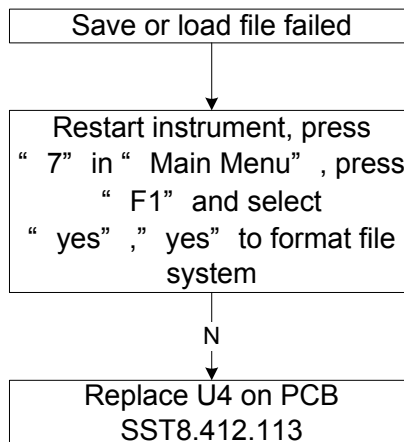 Save or load file failed
Restart instrument, press
“ 7” in “ Main Menu” , press
“ F1” and select
“ yes” ,” yes” to format file
system
N
Replace U4 on PCB
SST8.412.113